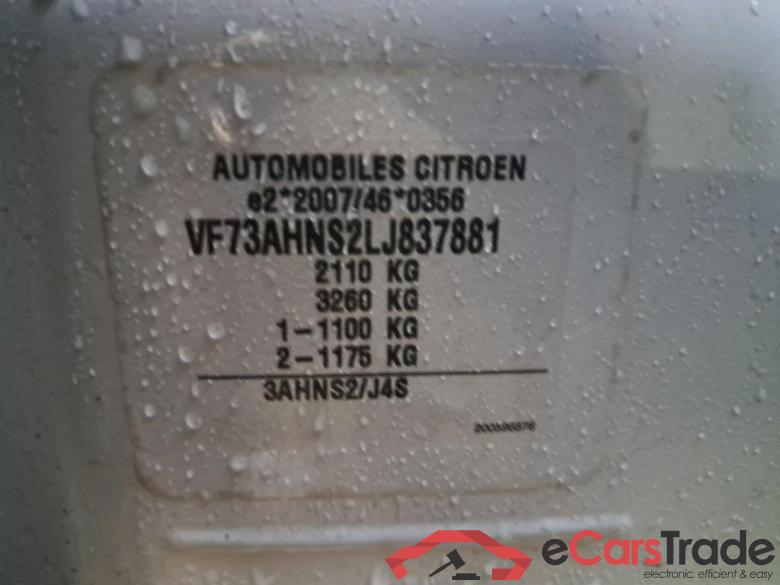 AUTOMOBILES CITROEN
e2*2007/46*0356
VF73AHNS2LJ837881
2110 KG
3260 KG
1-1100 KG
2-1175 KG
3AHNS2/J4S
eCarsTrade
electronic, efficient & easy